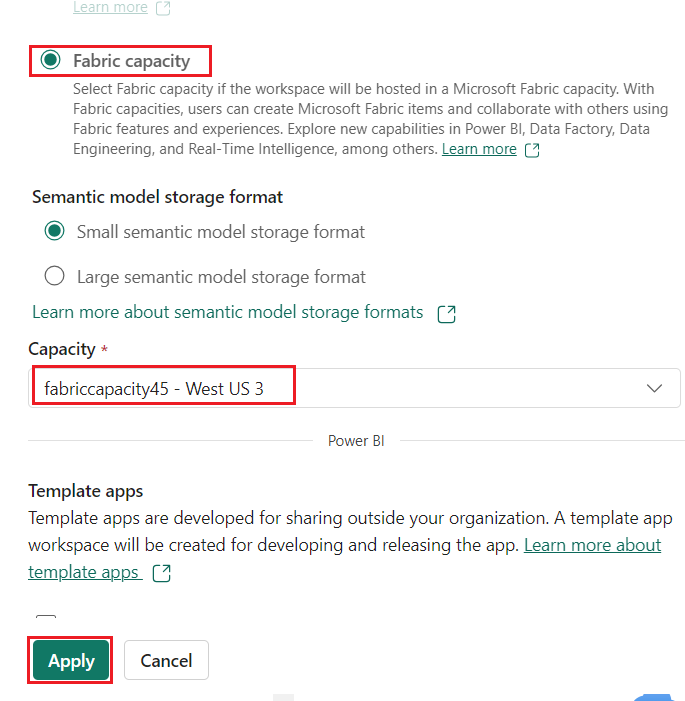 Learn more
Fabric capacity
Select Fabric capacity if the workspace will be hosted in a Microsoft Fabric capacity. With
Fabric capacities, users can create Microsoft Fabric items and collaborate with others using
Fabric features and experiences. Explore new capabilities in Power BI, Data Factory, Data
Engineering, and Real-Time Intelligence, among others. Learn more
Semantic model storage format
Small semantic model storage format
Large semantic model storage format
Learn more about semantic model storage formats
Capacity *
fabriccapacity45 - West US 3
Power BI
Template apps
Template apps are developed for sharing outside your organization. A template app
workspace will be created for developing and releasing the app. Learn more about
template apps
Apply
Cancel